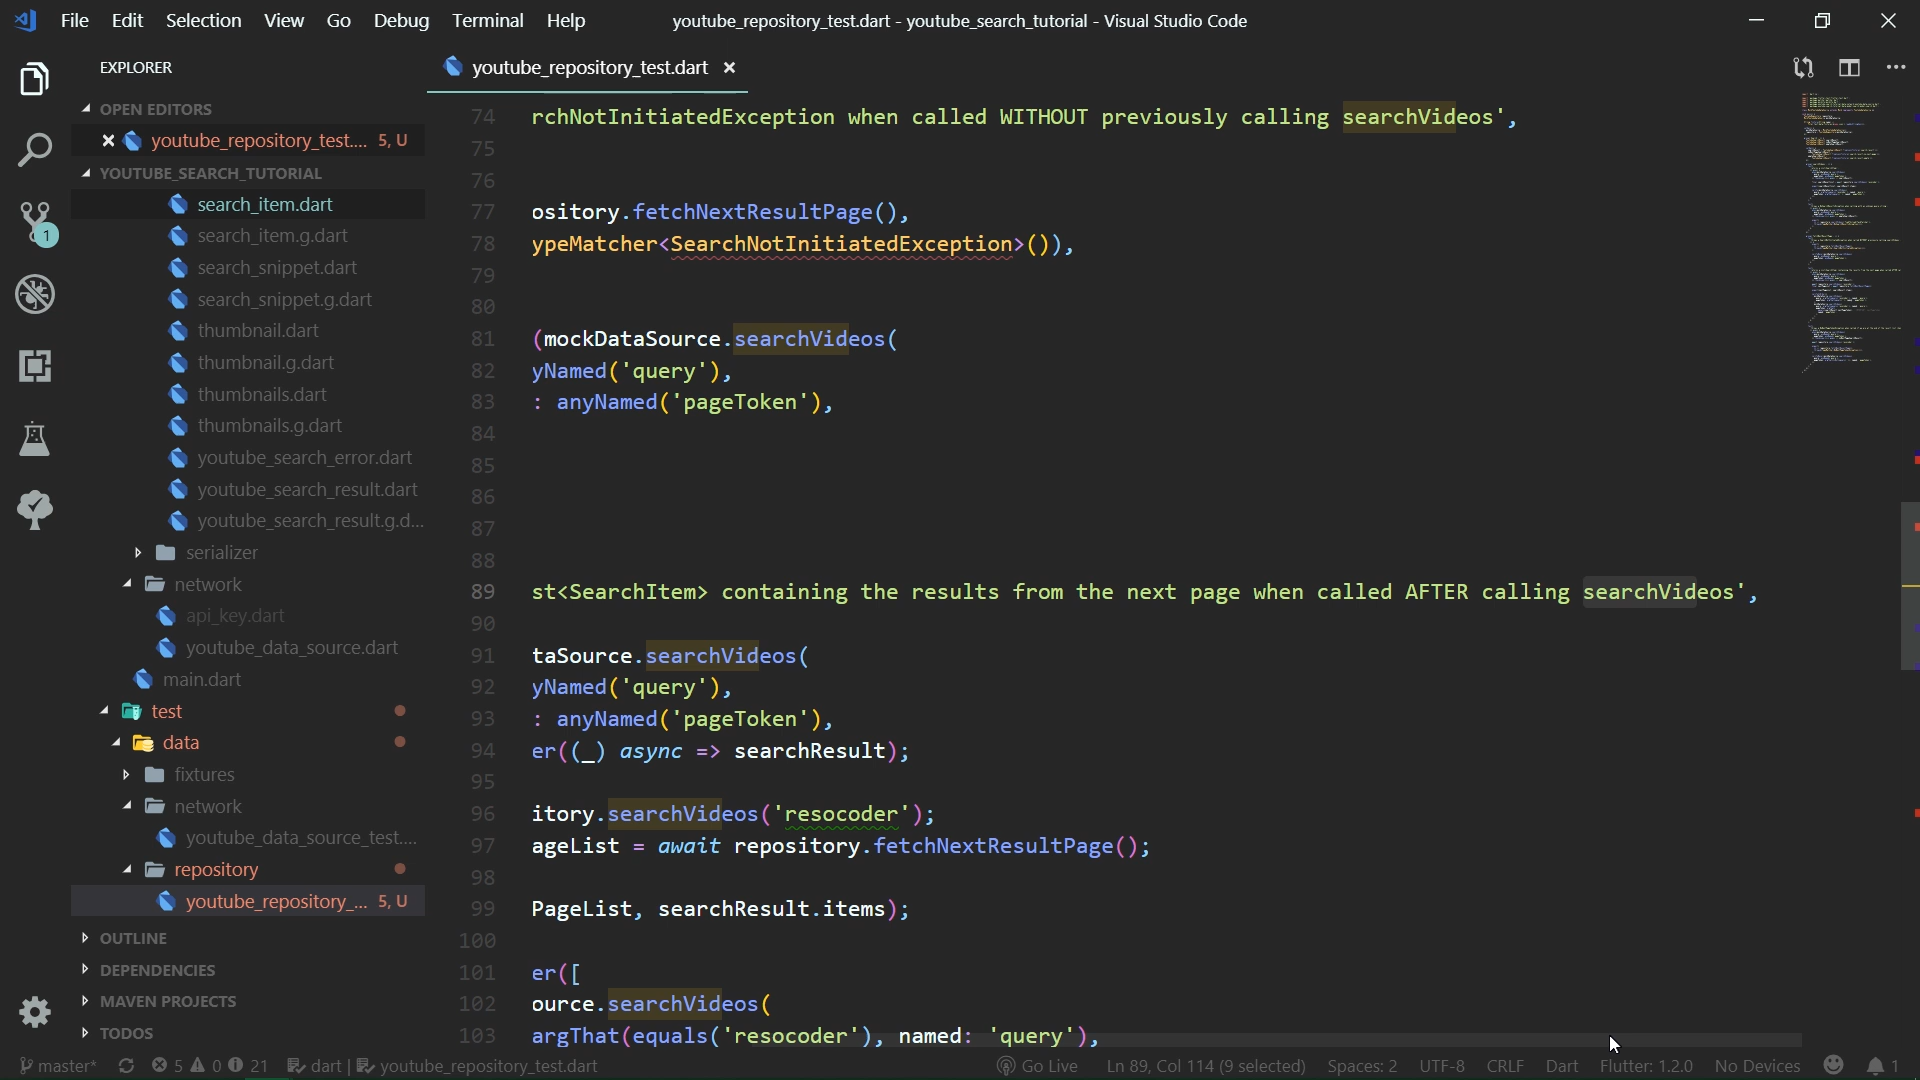 File Edit Selection View Go Debug Terminal Help
youtube_repository_test.dart - youtube_search_tutorial - Visual Studio Code
EXPLORER
OPEN EDITORS
youtube_repository_test.... 5, U
YOUTUBE_SEARCH_TUTORIAL
search_item.dart
search_item.g.dart
search_snippet.dart
search_snippet.g.dart
thumbnail.dart
thumbnail.g.dart
thumbnails.dart
thumbnails.g.dart
youtube_search_error.dart
youtube_search_result.dart
youtube_search_result.g.d...
serializer
network
api_key.dart
youtube_data_source.dart
main.dart
test
data
fixtures
network
youtube_data_source_test....
repository
youtube_repository_... 5, U
OUTLINE
DEPENDENCIES
MAVEN PROJECTS
TODOS
1
youtube_repository_test.dart
74 rchNotInitiatedException when called WITHOUT previously calling searchVideos',
75
76
77 ository.fetchNextResultPage(),
78 ypeMatcher<SearchNotInitiatedException>()),
79
80
81 (mockDataSource.searchVideos(
82 yNamed('query'),
83 : anyNamed('pageToken'),
84
85
86
87
88
89 st<SearchItem> containing the results from the next page when called AFTER calling searchVideos',
90
91 taSource.searchVideos(
92 yNamed('query'),
93 : anyNamed('pageToken'),
94 er((_) async => searchResult);
95
96 itory.searchVideos('resocoder');
97 ageList = await repository.fetchNextResultPage();
98
99 PageList, searchResult.items);
100
101 er([
102 ource.searchVideos(
103 argThat(equals('resocoder'), named: 'query'),
master* 5 0 21 dart | youtube_repository_test.dart Go Live Ln 89, Col 114 (9 selected) Spaces: 2 UTF-8 CRLF Dart Flutter: 1.2.0 No Devices 1